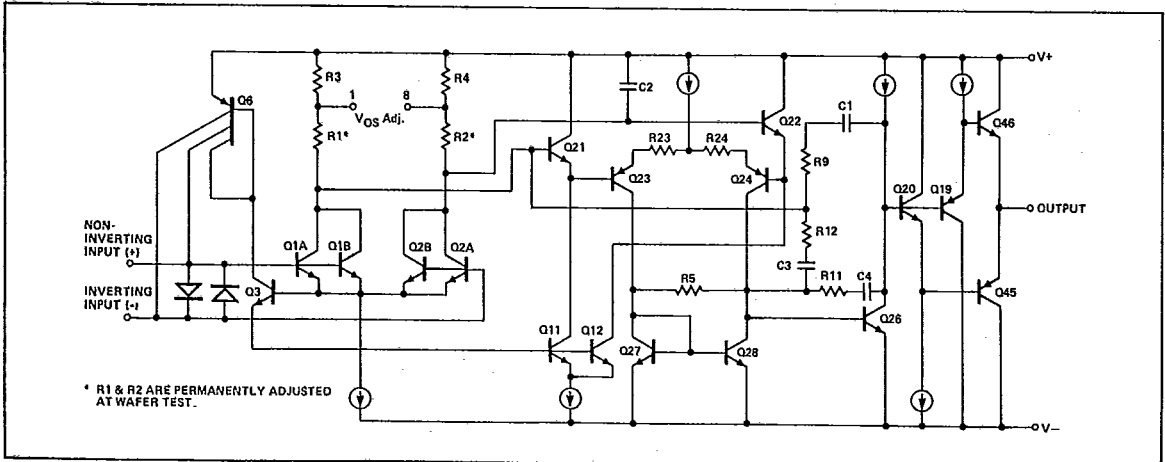 V+
R3
R4
Q6
1
8
VOS Adj.
C2
R1*
R2*
Q22
C1
Q46
Q21
R23
R24
R9
Q23
Q24
Q20
Q19
OUTPUT
NON-
INVERTING
INPUT (+)
R12
Q1A
Q1B
Q2B
Q2A
C3
INVERTING
INPUT (-)
Q3
R5
R11
C4
Q45
Q26
Q11
Q12
Q27
Q28
* R1 & R2 ARE PERMANENTLY ADJUSTED
AT WAFER TEST.
V–